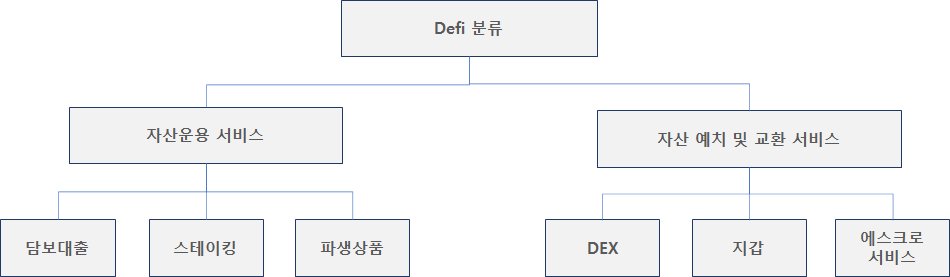 Defi 분류
자산운용 서비스
자산 예치 및 교환 서비스
담보대출
스테이킹
파생상품
DEX
지갑
에스크로
서비스